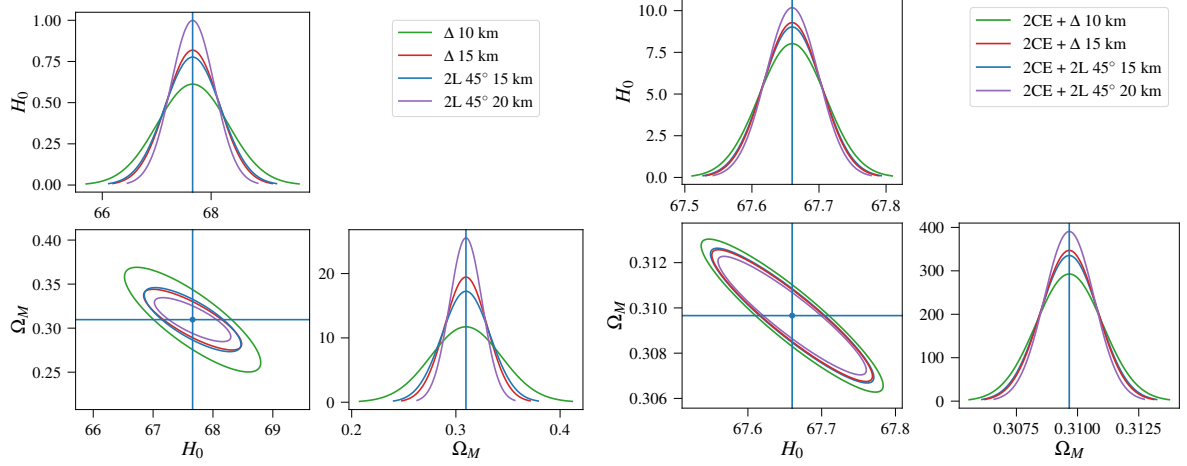 1.00
0.75
0.50
0.25
0.00
H₀
66 68
Δ 10 km
Δ 15 km
2L 45° 15 km
2L 45° 20 km
0.40
0.35
0.30
0.25
Ω_M
66 67 68 69
H₀
20
10
0
0.2 0.3 0.4
Ω_M
10.0
7.5
5.0
2.5
0.0
H₀
67.5 67.6 67.7 67.8
2CE + Δ 10 km
2CE + Δ 15 km
2CE + 2L 45° 15 km
2CE + 2L 45° 20 km
0.312
0.310
0.308
0.306
Ω_M
67.6 67.7 67.8
H₀
400
300
200
100
0
0.3075 0.3100 0.3125
Ω_M